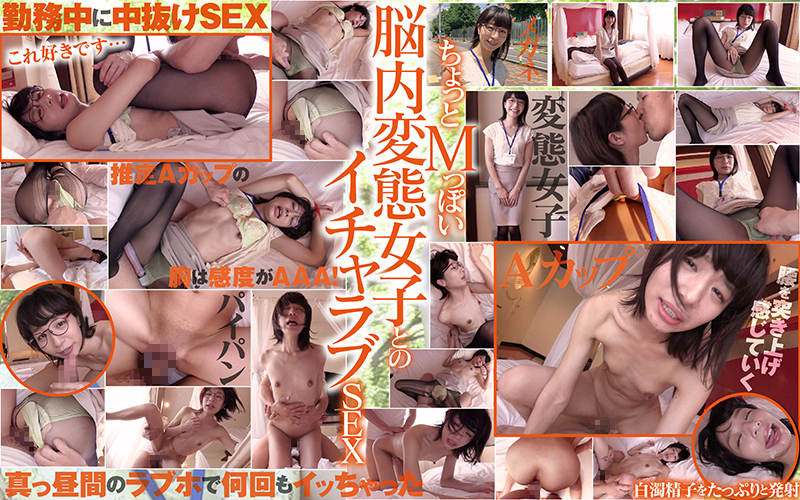 勤務中に中抜けSEX
これ好きです…
メガネ
ちょっとMっぽい
脳内変態女子との
イチャラブSEX
変態女子
推定Aカップの
胸は感度がAAA!
パイパン
Aカップ
腰を突き上げ
感じていく
真っ昼間のラブホで何回もイッちゃった
白濁精子をたっぷりと発射